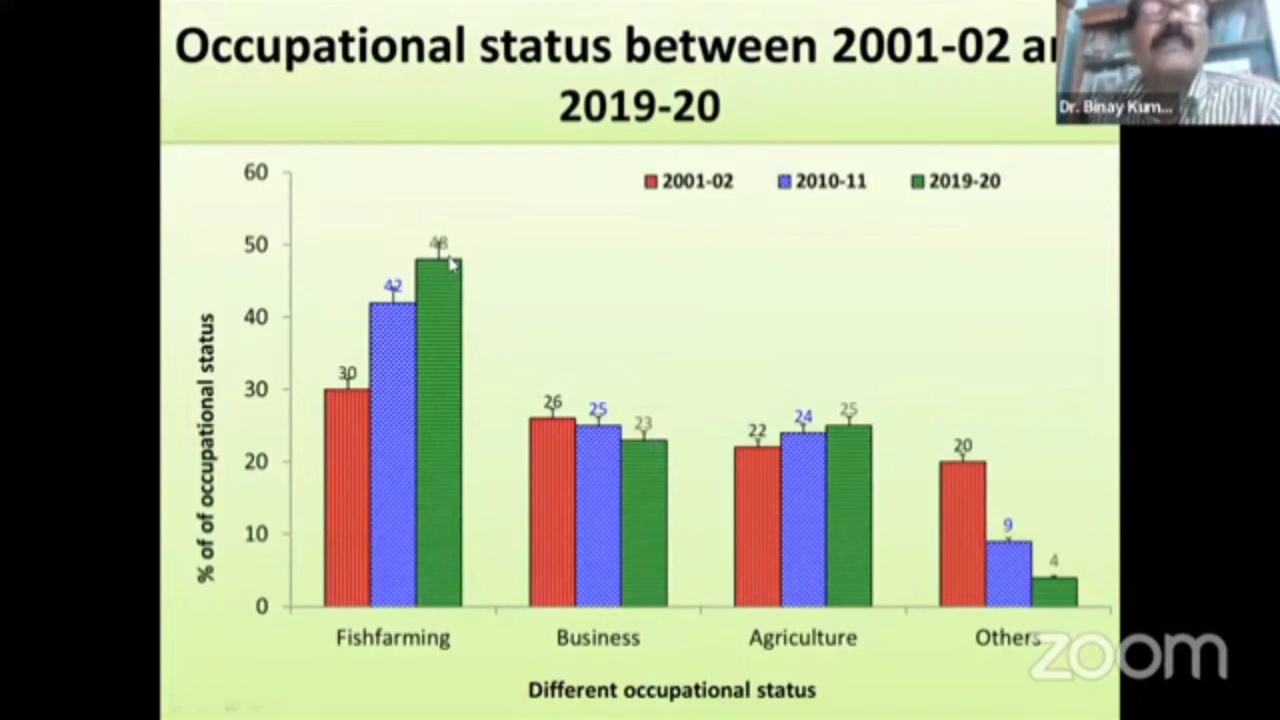 Occupational status between 2001-02
2019-20
Dr. Binay Kum...
2001-02 2010-11 2019-20
60
50
40
30
20
10
0
% of of occupational status
30 42 48
26 25 23
22 24 25
20 9 4
Fishfarming Business Agriculture Others
Different occupational status
zoom